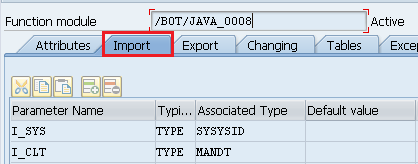 Function module /BOT/JAVA_0008 Active
Attributes Import Export Changing Tables Excep
Parameter Name Typi... Associated Type Default value
I_SYS TYPE SYSYSID
I_CLT TYPE MANDT